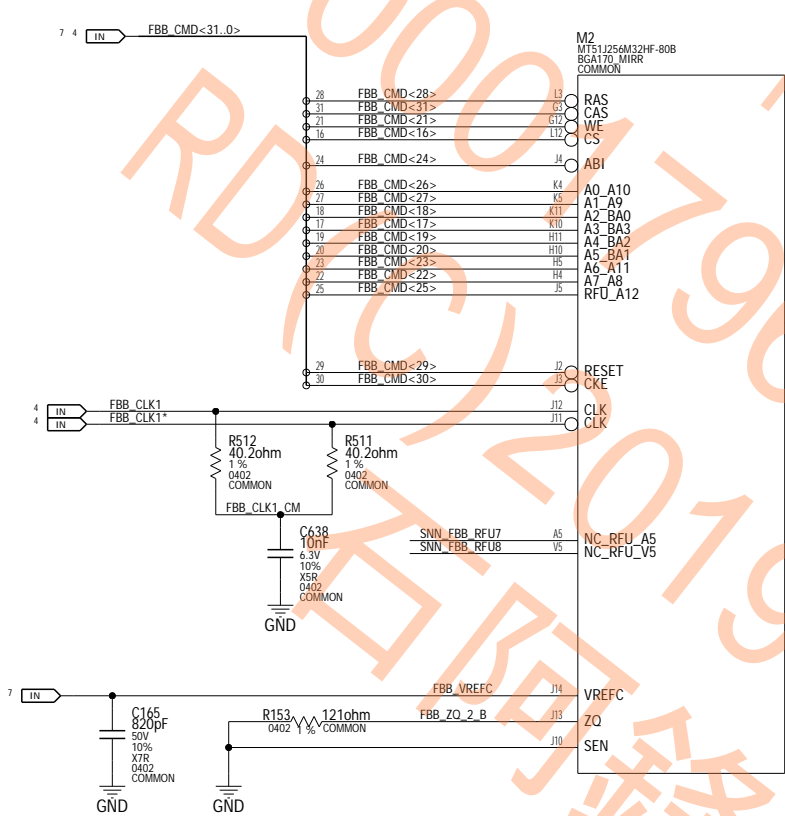 7 4 IN FBB_CMD<31..0>
M2
MT51J256M32HF-80B
BGA170_MIRR
COMMON
28 FBB_CMD<28> L3 RAS
31 FBB_CMD<31> G3 CAS
21 FBB_CMD<21> G12 WE
16 FBB_CMD<16> L12 CS
24 FBB_CMD<24> J4 ABI
26 FBB_CMD<26> K4 A0_A10
27 FBB_CMD<27> K5 A1_A9
18 FBB_CMD<18> K11 A2_BA0
17 FBB_CMD<17> K10 A3_BA3
19 FBB_CMD<19> H11 A4_BA2
20 FBB_CMD<20> H10 A5_BA1
23 FBB_CMD<23> H5 A6_A11
22 FBB_CMD<22> H4 A7_A8
25 FBB_CMD<25> J5 RFU_A12
29 FBB_CMD<29> J2 RESET
30 FBB_CMD<30> J3 CKE
4 IN FBB_CLK1 J12 CLK
4 IN FBB_CLK1* J11 CLK
R512
40.2ohm
1 %
0402
COMMON
R511
40.2ohm
1 %
0402
COMMON
FBB_CLK1_CM
C638
10nF
6.3V
10%
X5R
0402
COMMON
GND
SNN_FBB_RFU7 A5 NC_RFU_A5
SNN_FBB_RFU8 V5 NC_RFU_V5
7 IN FBB_VREFC J14 VREFC
C165
820pF
50V
10%
X7R
0402
COMMON
GND
R153 121ohm FBB_ZQ_2_B J13 ZQ
0402 1 % COMMON
J10 SEN
GND
RD(C)2019
石阿鋒
0001796